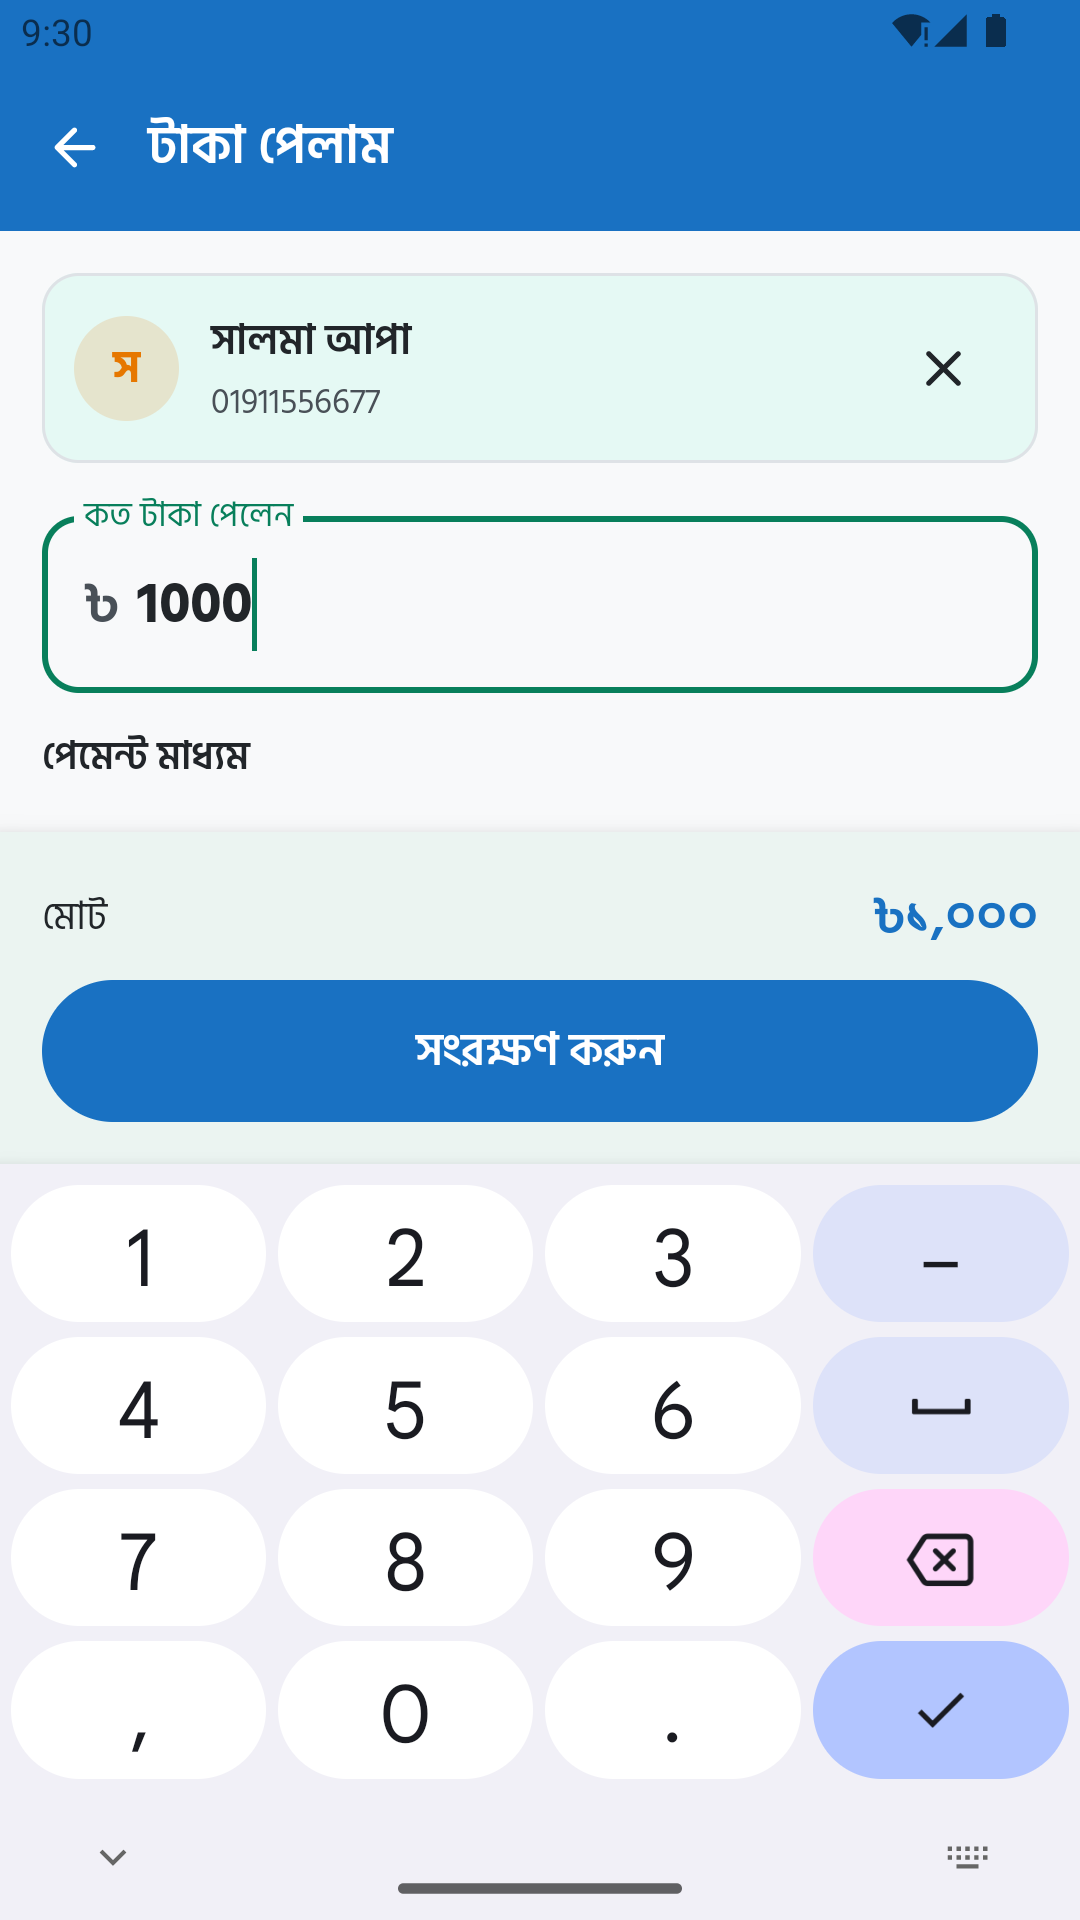 9:30
টাকা পেলাম
স
সালমা আপা
01911556677
কত টাকা পেলেন
৳ 1000
পেমেন্ট মাধ্যম
মোট ৳১,০০০
সংরক্ষণ করুন
1 2 3 –
4 5 6
7 8 9
, 0 .